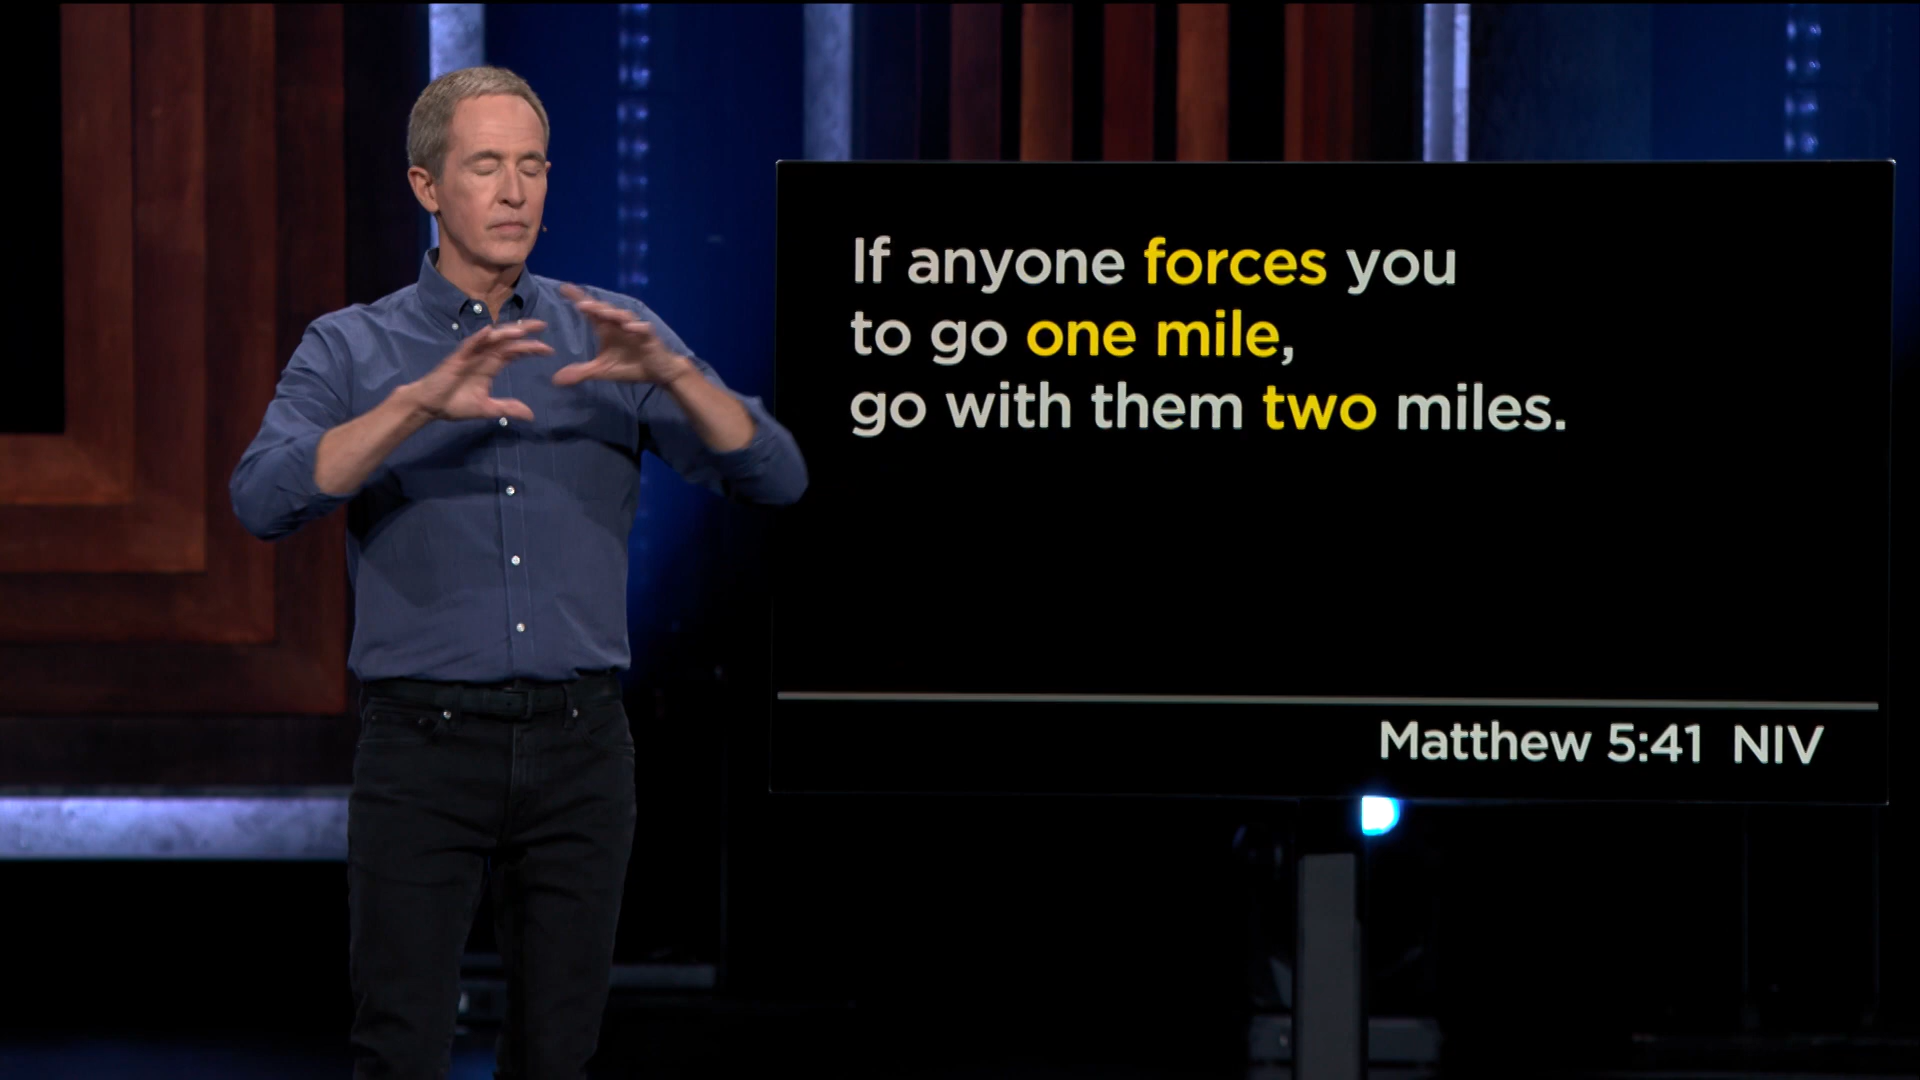 If anyone forces you
to go one mile,
go with them two miles.
Matthew 5:41 NIV